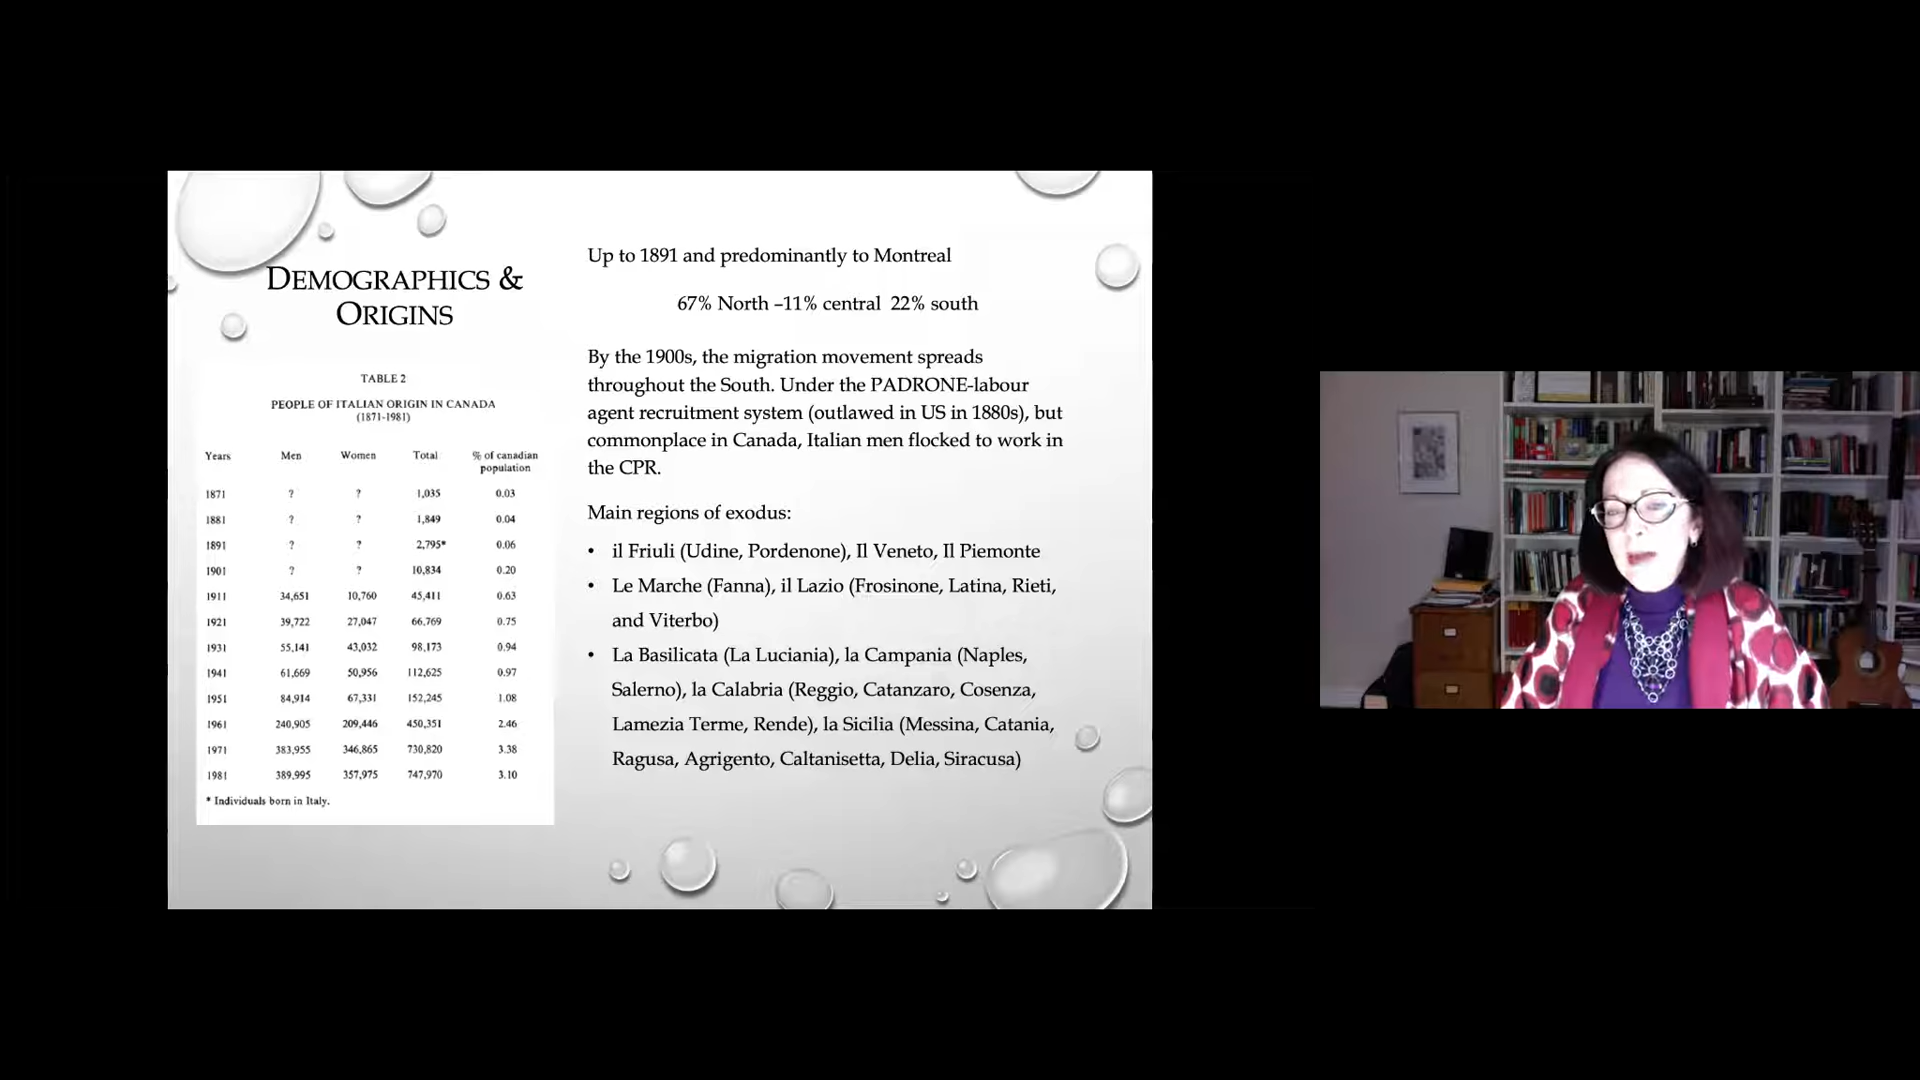 DEMOGRAPHICS &
ORIGINS
TABLE 2
PEOPLE OF ITALIAN ORIGIN IN CANADA
(1871-1981)
Years Men Women Total % of canadian population
1871 ? ? 1,035 0.03
1881 ? ? 1,849 0.04
1891 ? ? 2,795* 0.06
1901 ? ? 10,834 0.20
1911 34,651 10,760 45,411 0.63
1921 39,722 27,047 66,769 0.75
1931 55,141 43,032 98,173 0.94
1941 61,669 50,956 112,625 0.97
1951 84,914 67,331 152,245 1.08
1961 240,905 209,446 450,351 2.46
1971 383,955 346,865 730,820 3.38
1981 389,995 357,975 747,970 3.10
* Individuals born in Italy.
Up to 1891 and predominantly to Montreal
67% North –11% central 22% south
By the 1900s, the migration movement spreads
throughout the South. Under the PADRONE-labour
agent recruitment system (outlawed in US in 1880s), but
commonplace in Canada, Italian men flocked to work in
the CPR.
Main regions of exodus:
• il Friuli (Udine, Pordenone), Il Veneto, Il Piemonte
• Le Marche (Fanna), il Lazio (Frosinone, Latina, Rieti,
and Viterbo)
• La Basilicata (La Luciania), la Campania (Naples,
Salerno), la Calabria (Reggio, Catanzaro, Cosenza,
Lamezia Terme, Rende), la Sicilia (Messina, Catania,
Ragusa, Agrigento, Caltanisetta, Delia, Siracusa)